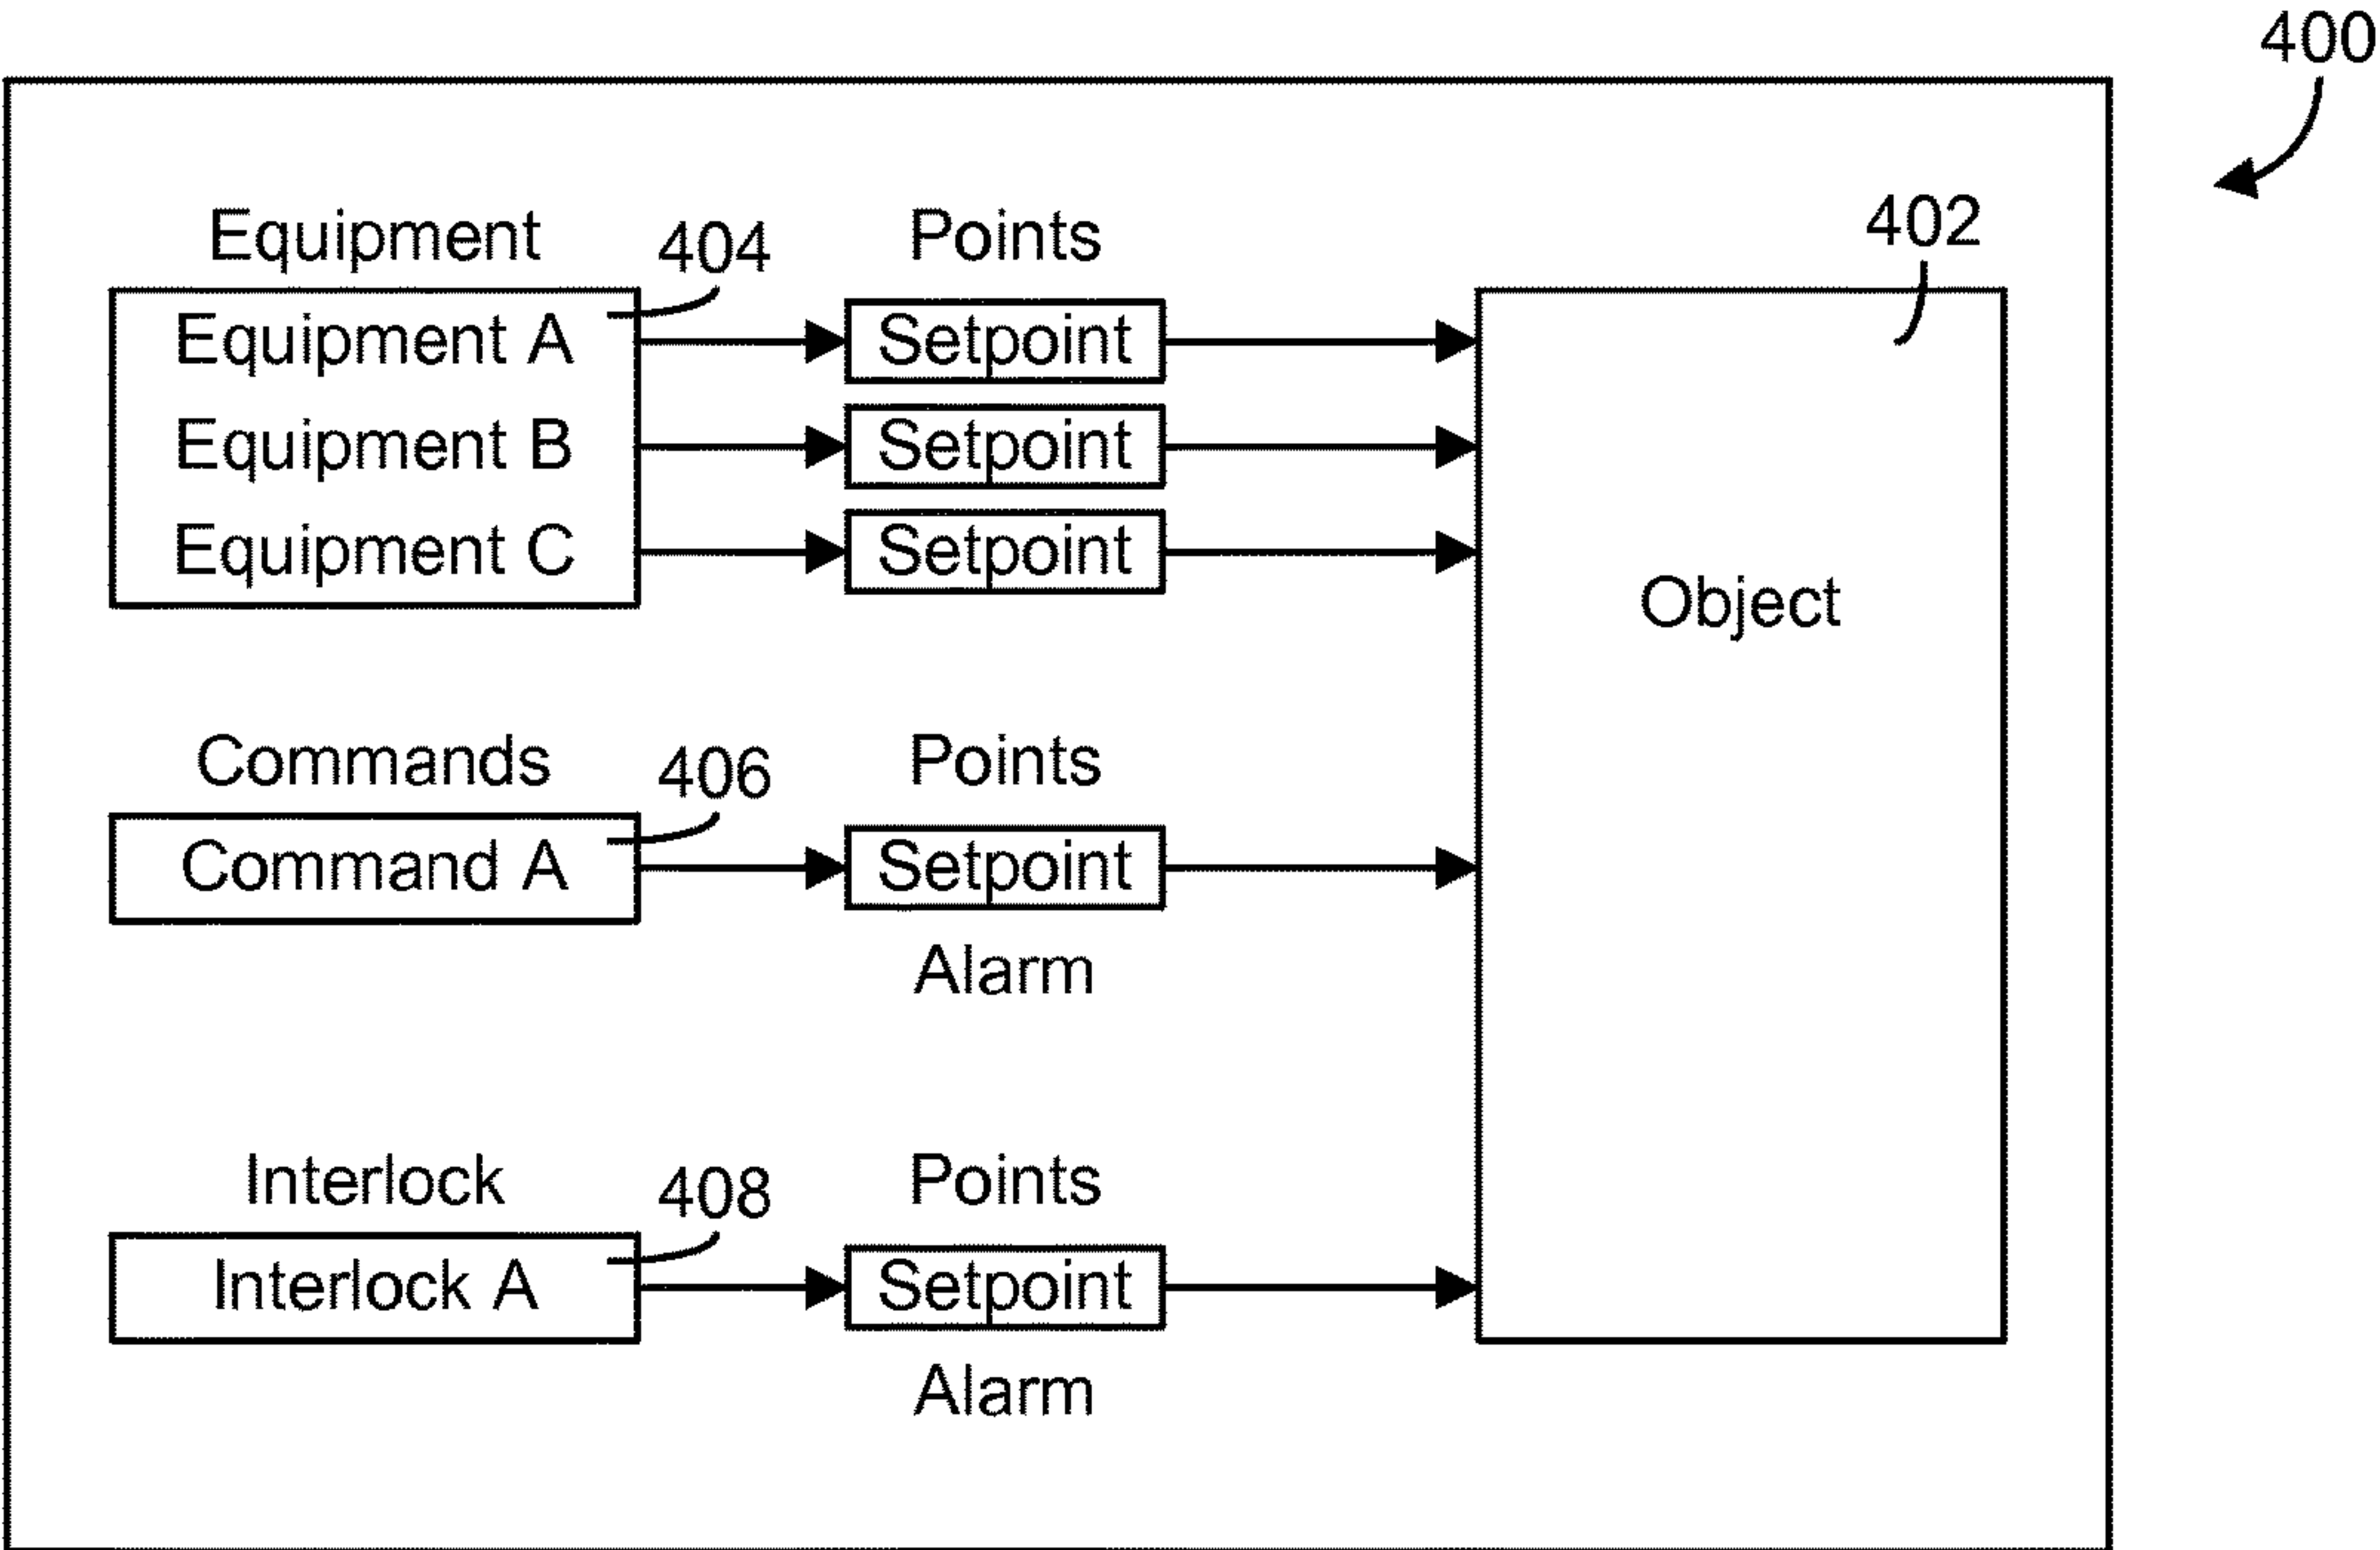 400
402
Equipment 404 Points
Equipment A Setpoint
Equipment B Setpoint
Equipment C Setpoint
Object
Commands 406 Points
Command A Setpoint
Alarm
Interlock 408 Points
Interlock A Setpoint
Alarm